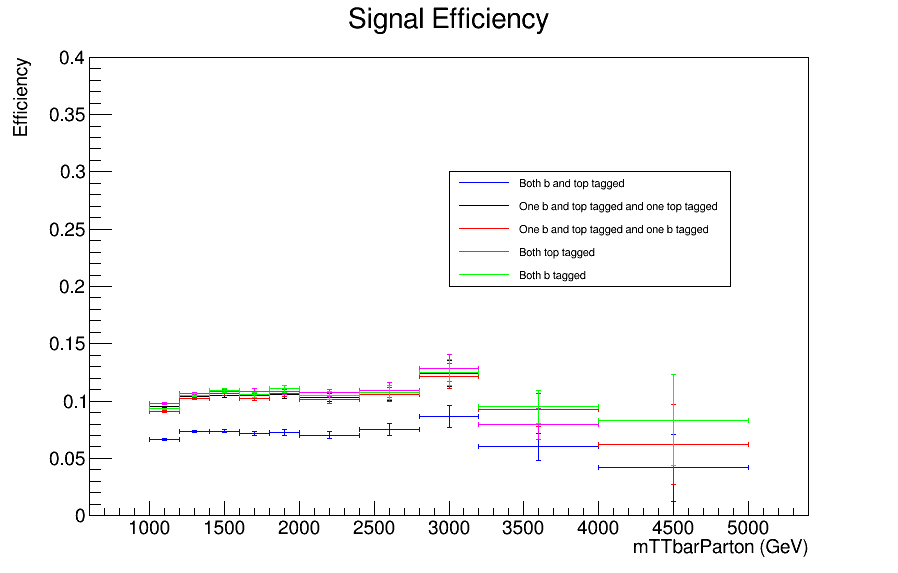 Signal Efficiency
Efficiency
0.4
0.35
0.3
0.25
0.2
0.15
0.1
0.05
0
Both b and top tagged
One b and top tagged and one top tagged
One b and top tagged and one b tagged
Both top tagged
Both b tagged
1000 1500 2000 2500 3000 3500 4000 4500 5000
mTTbarParton (GeV)